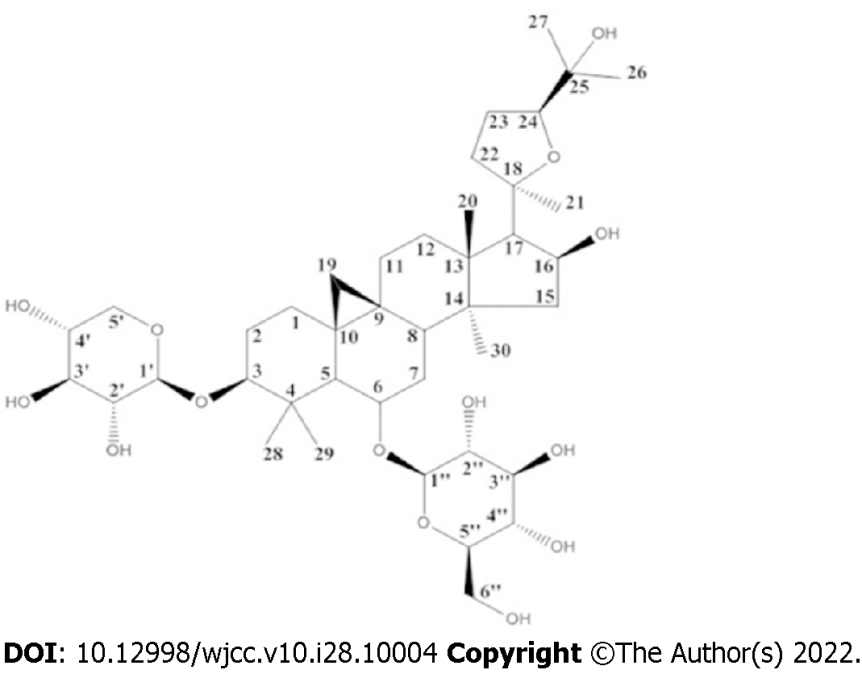 27 OH
26
25
23 24
22 O
18
20 21
OH
12 17
19 11 13 16
14 15
HO 5' 1 9
O 2 10 8 30
4' 3 5 7
3' 1' 4 6
HO 2' O OH
OH 28 29 O 2'' OH
1'' 3''
4''
O 5'' OH
6''
OH
DOI: 10.12998/wjcc.v10.i28.10004 Copyright ©The Author(s) 2022.